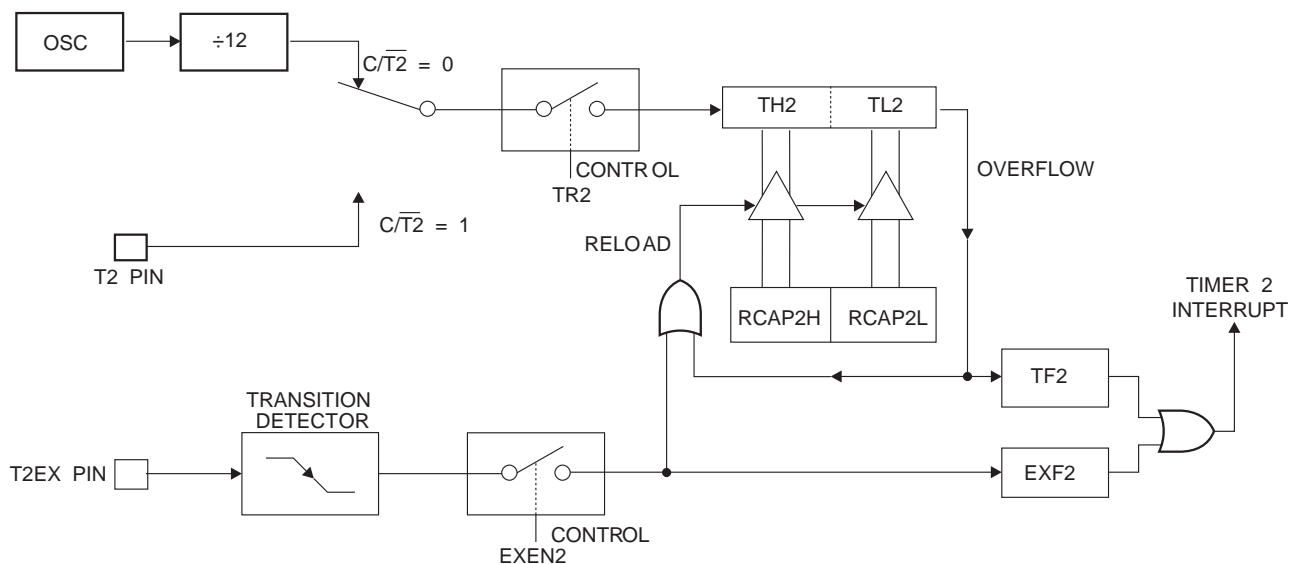 OSC
÷12
C/T2̅ = 0
TH2
TL2
CONTROL
TR2
OVERFLOW
C/T2̅ = 1
RELOAD
T2 PIN
TIMER 2
INTERRUPT
RCAP2H
RCAP2L
TF2
TRANSITION
DETECTOR
T2EX PIN
EXF2
CONTROL
EXEN2